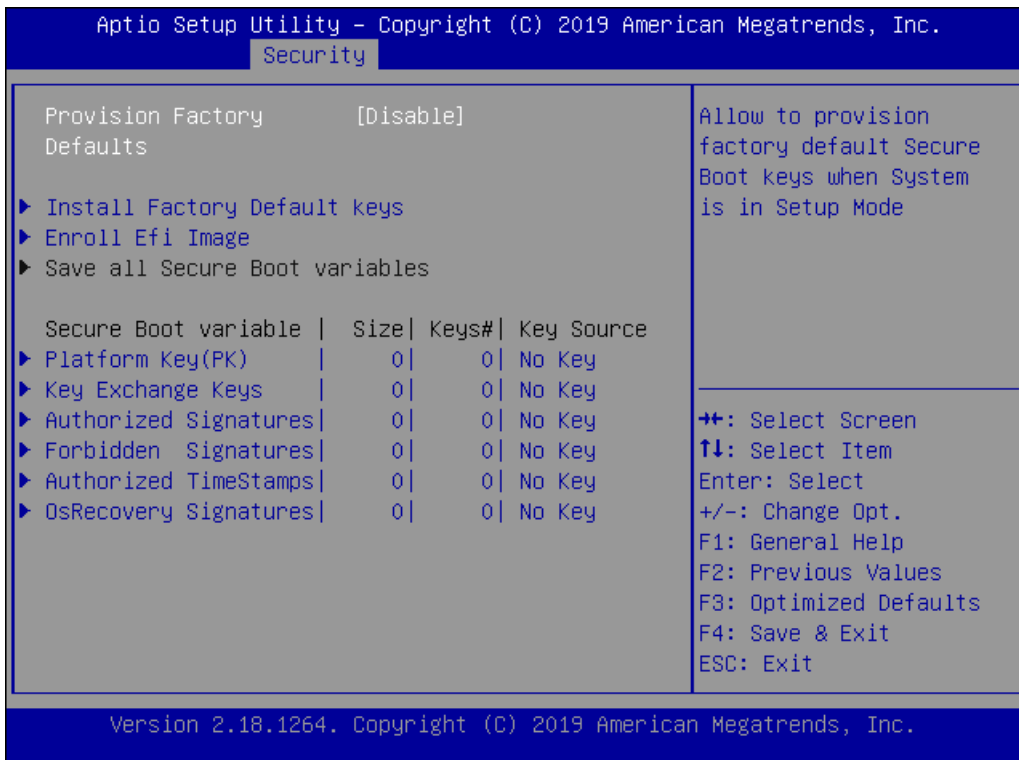 Aptio Setup Utility – Copyright (C) 2019 American Megatrends, Inc.
Security
Provision Factory [Disable]
Defaults
Install Factory Default keys
Enroll Efi Image
Save all Secure Boot variables
Secure Boot variable | Size| Keys#| Key Source
Platform Key(PK) | 0| 0| No Key
Key Exchange Keys | 0| 0| No Key
Authorized Signatures| 0| 0| No Key
Forbidden Signatures| 0| 0| No Key
Authorized TimeStamps| 0| 0| No Key
OsRecovery Signatures| 0| 0| No Key
Allow to provision
factory default Secure
Boot keys when System
is in Setup Mode
→←: Select Screen
↑↓: Select Item
Enter: Select
+/-: Change Opt.
F1: General Help
F2: Previous Values
F3: Optimized Defaults
F4: Save & Exit
ESC: Exit
Version 2.18.1264. Copyright (C) 2019 American Megatrends, Inc.